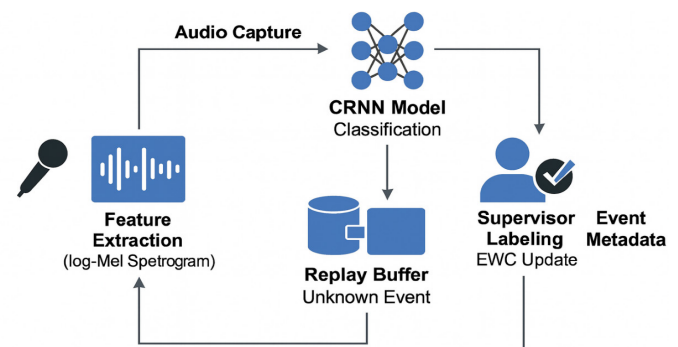 Audio Capture
CRNN Model
Classification
Feature
Extraction
(log-Mel Spetrogram)
Replay Buffer
Unknown Event
Supervisor
Labeling
EWC Update
Event
Metadata